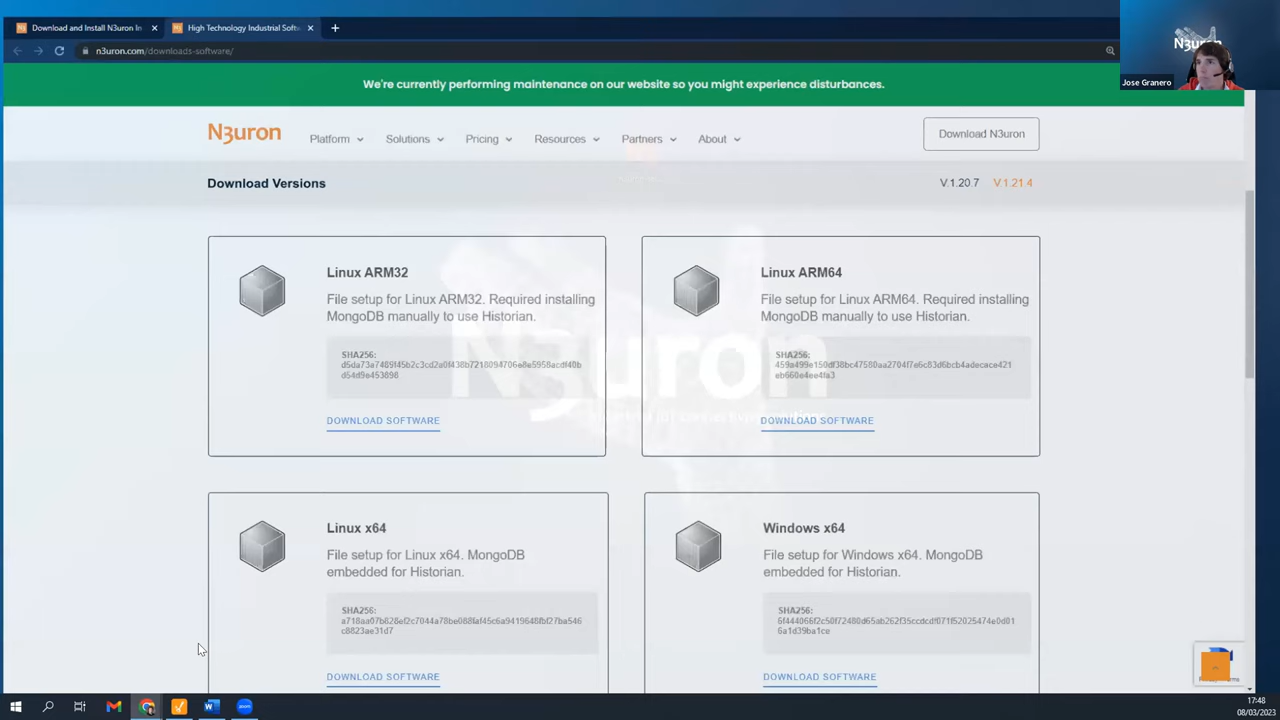 Download and Install N3uron In
High Technology Industrial Softw
n3uron.com/downloads-software/
N3uron
Jose Granero
We're currently performing maintenance on our website so you might experience disturbances.
N3uron
Platform
Solutions
Pricing
Resources
Partners
About
Download N3uron
Download Versions
V.1.20.7
V.1.21.4
Linux ARM32
File setup for Linux ARM32. Required installing
MongoDB manually to use Historian.
SHA256:
DOWNLOAD SOFTWARE
Linux ARM64
File setup for Linux ARM64. Required installing
MongoDB manually to use Historian.
SHA256:
DOWNLOAD SOFTWARE
N3uron
Linux x64
File setup for Linux x64. MongoDB
embedded for Historian.
SHA256:
DOWNLOAD SOFTWARE
Windows x64
File setup for Windows x64. MongoDB
embedded for Historian.
SHA256:
DOWNLOAD SOFTWARE
17:48
08/03/2023